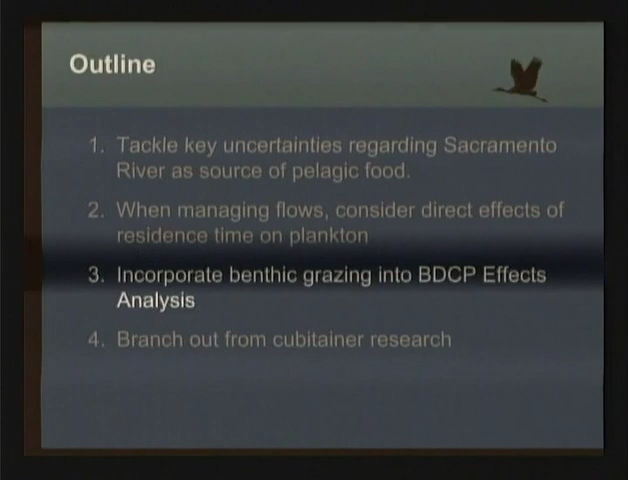 Outline
1. Tackle key uncertainties regarding Sacramento
River as source of pelagic food.
2. When managing flows, consider direct effects of
residence time on plankton
3. Incorporate benthic grazing into BDCP Effects
Analysis
4. Branch out from cubitainer research